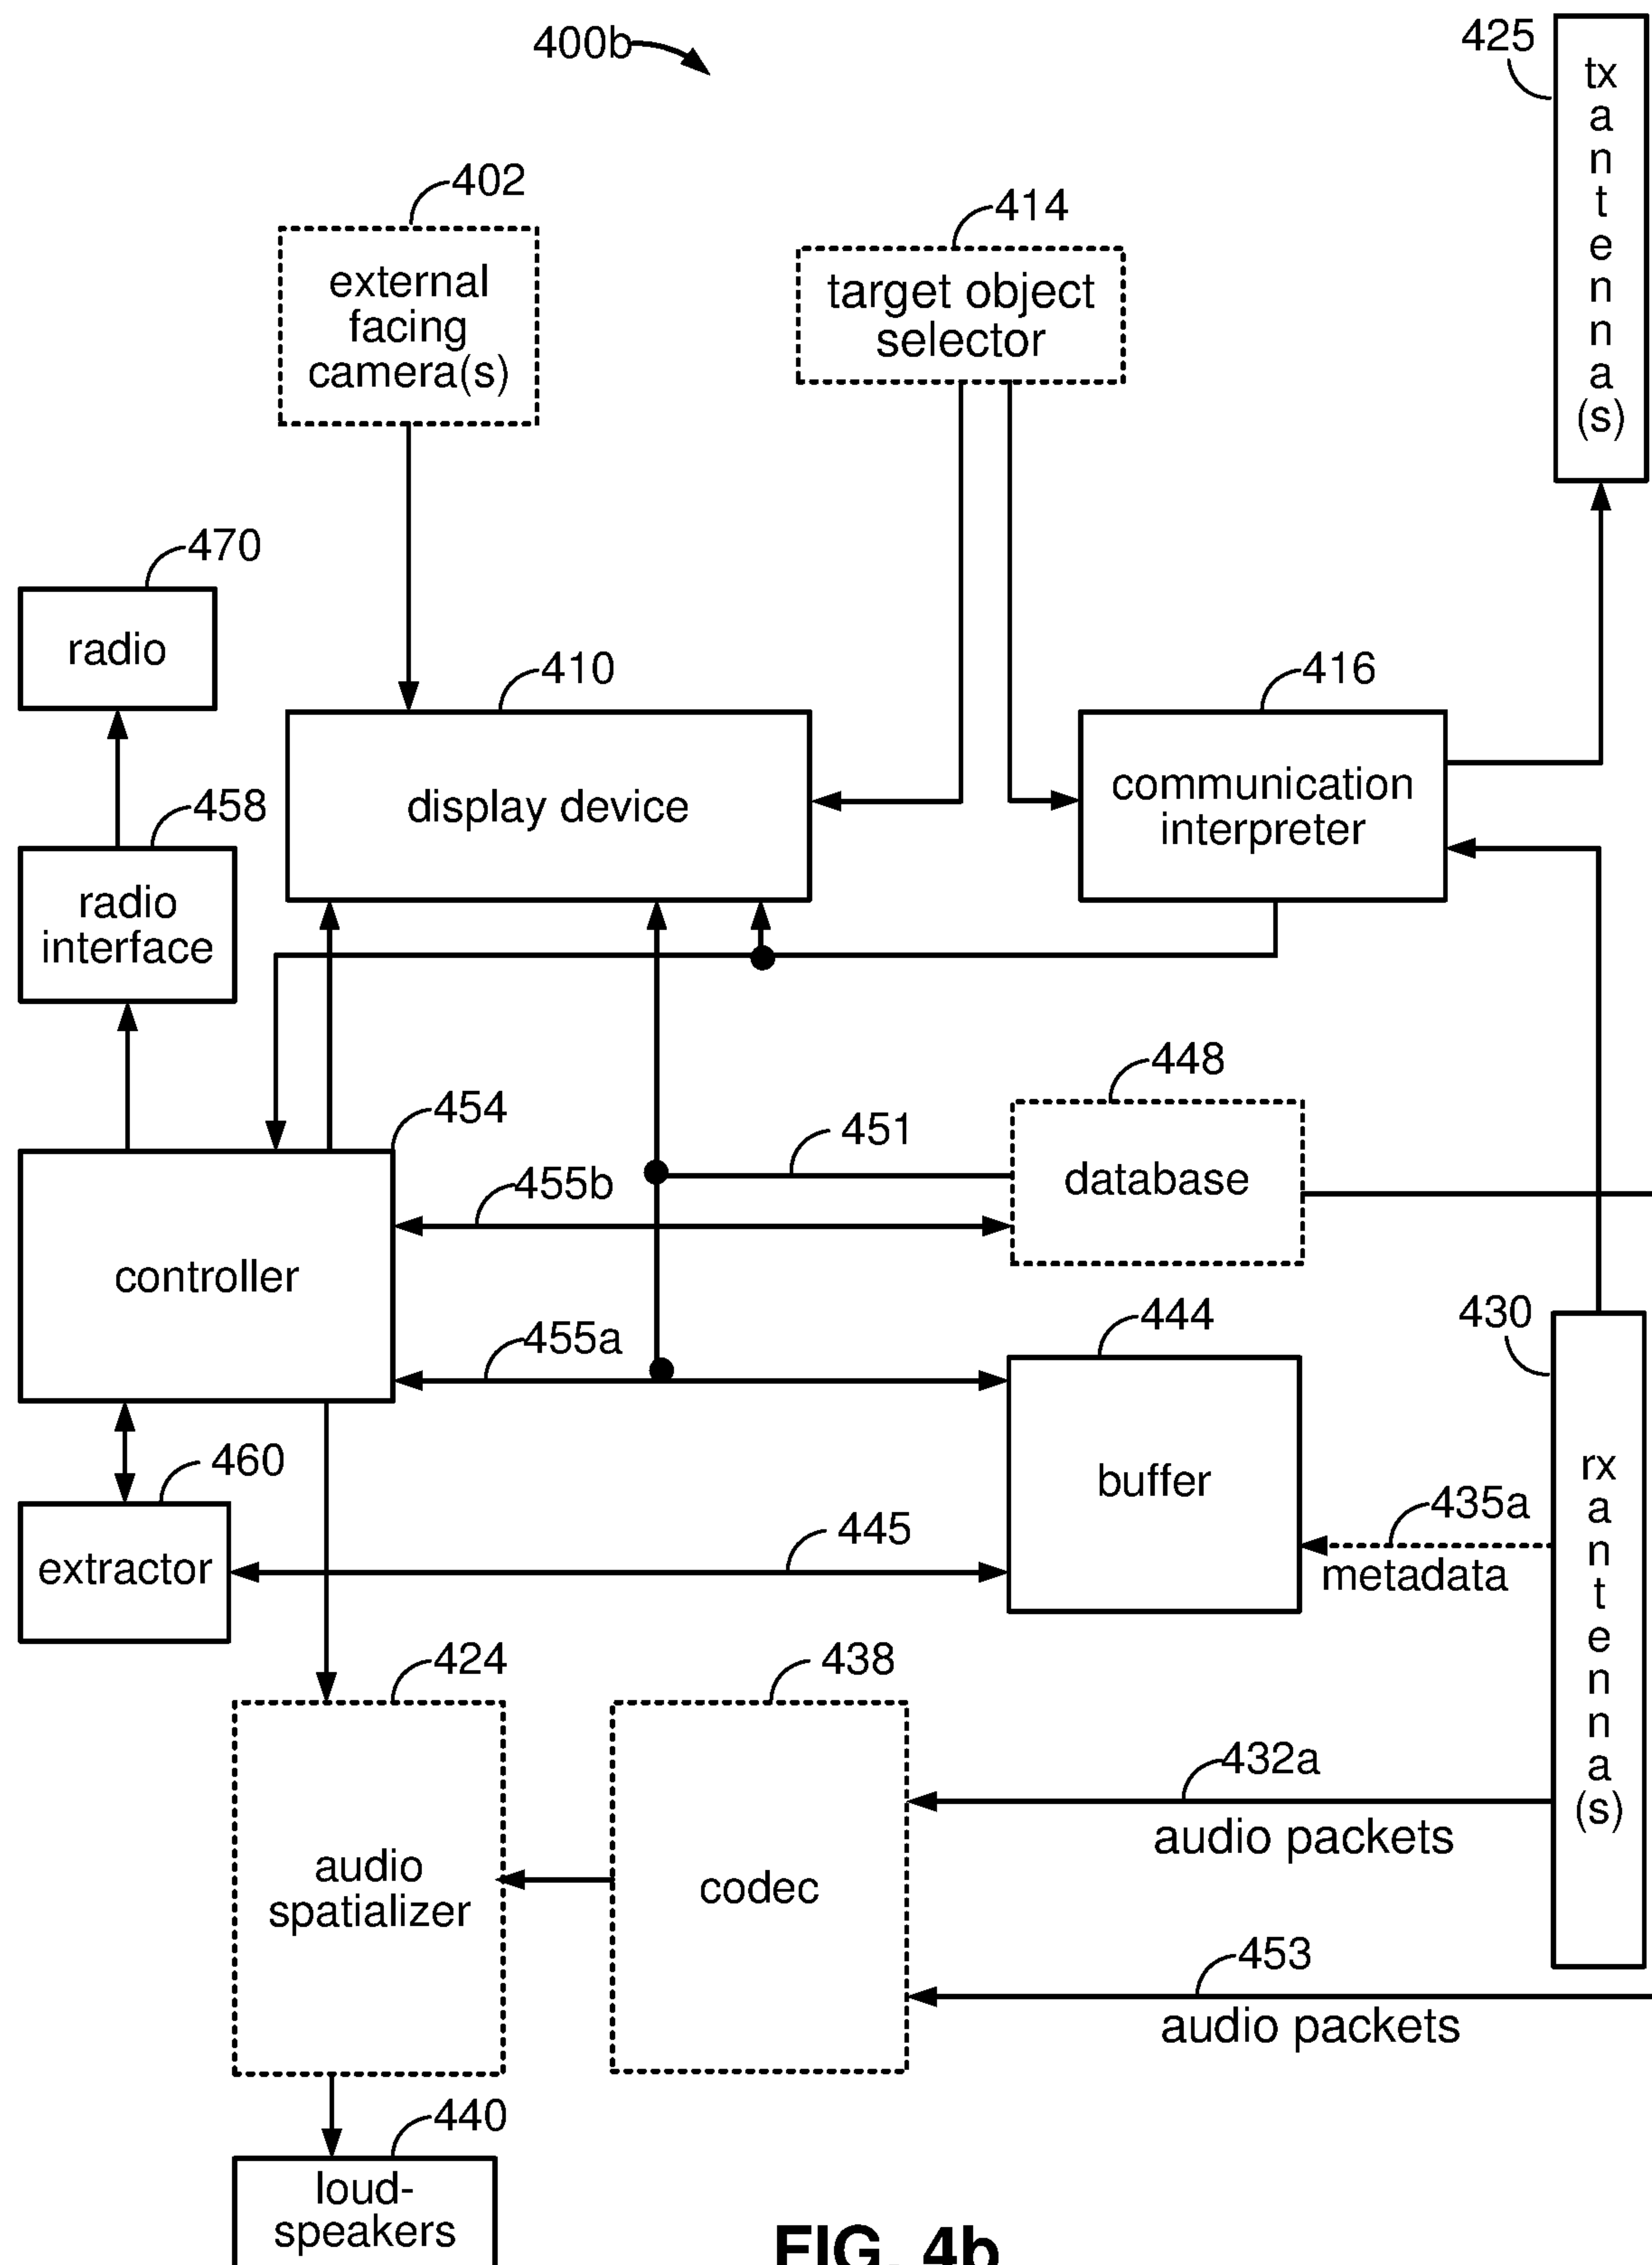 400b
425
tx
a
n
t
e
n
n
a
(s)
402
external
facing
camera(s)
414
target object
selector
470
radio
410
display device
416
communication
interpreter
458
radio
interface
448
database
454
controller
451
455b
455a
444
buffer
430
rx
a
n
t
e
n
n
a
(s)
460
extractor
445
435a
metadata
424
audio
spatializer
438
codec
432a
audio packets
453
audio packets
440
loud-
speakers
FIG. 4b